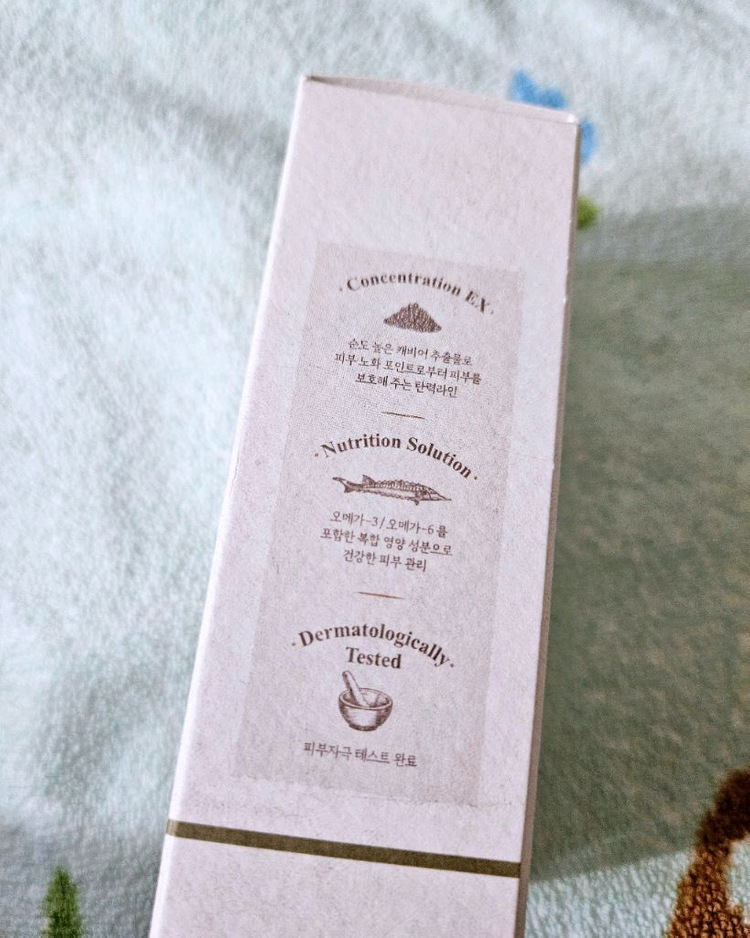 · Concentration EX ·
순도 높은 캐비어 추출물로
피부 노화 포인트로부터 피부를
보호해 주는 탄력라인
· Nutrition Solution ·
오메가-3/오메가-6를
포함한 복합 영양 성분으로
건강한 피부 관리
· Dermatologically ·
Tested
피부자극 테스트 완료